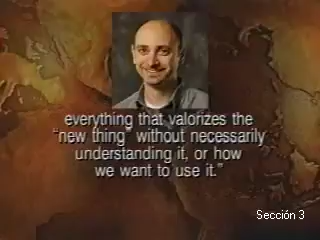 everything that valorizes the
“new thing” without necessarily
understanding it, or how
we want to use it.”
Sección 3